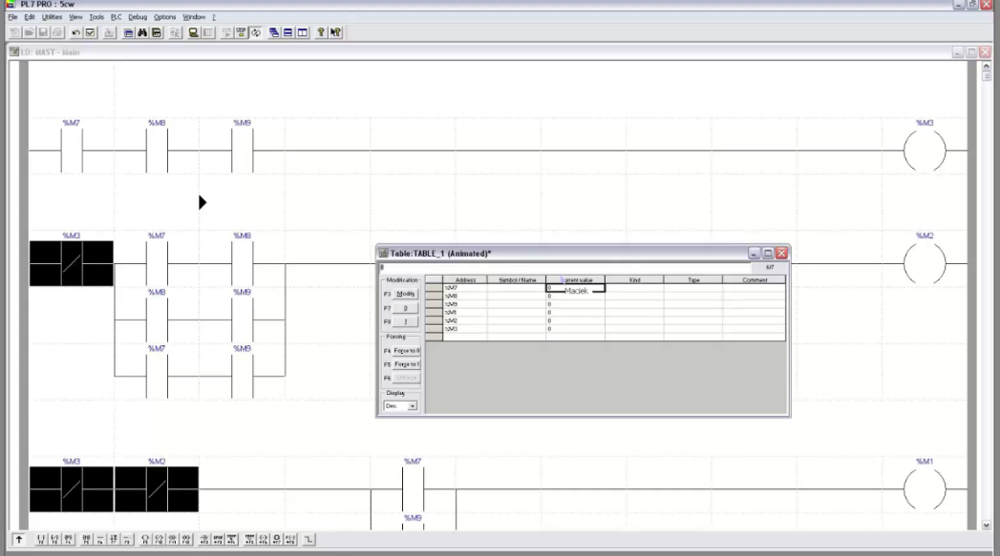 PL7 PRO : 5cw
File Edit Utilities View Tools PLC Debug Options Window ?
LD: MAST - Main
%M7 %M8 %M9 %M3
%M3 %M7 %M8 %M2
Table:TABLE_1 (Animated)*
0 6/7
Modification Address Symbol / Name Current value Kind Type Comment
%M7 0
Maciek
F3 Modify %M8 0
%M9 0
F7 0 %M1 0
F8 1 %M2 0
%M3 0
%M8 %M9
Forcing
F4 Force to 0
%M7 %M9
F5 Force to 1
F6 Unforce
Display
Dec.
%M3 %M2 %M7 %M1
%M9